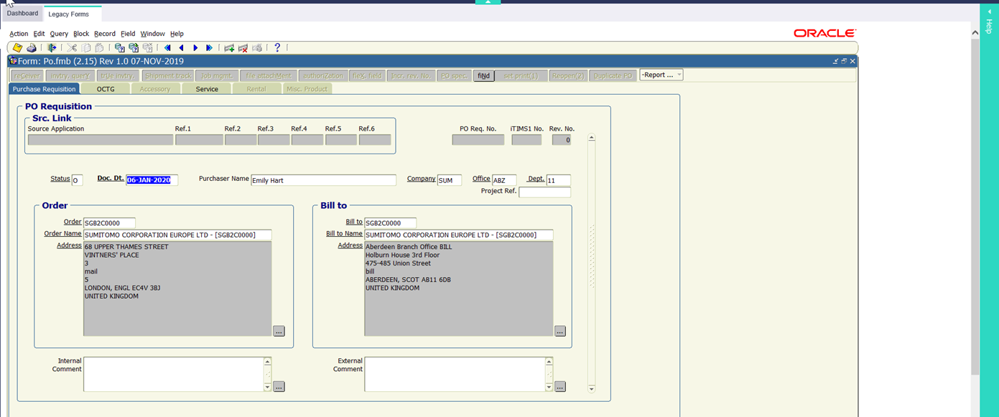 Dashboard
Legacy Forms
Help
Action Edit Query Block Record Field Window Help
ORACLE
Form: Po.fmb (2.15) Rev 1.0 07-NOV-2019
reCeiver invtry. querY trUe invtry. Shipment track Job mgmt. file attachMent authoriZation fleX. field Incr. rev. No. PO spec. fiNd set print(1) Reopen(2) Duplicate PO -Report ...
Purchase Requisition OCTG Accessory Service Rental Misc. Product
PO Requisition
Src. Link
Source Application Ref.1 Ref.2 Ref.3 Ref.4 Ref.5 Ref.6 PO Req. No. iTIMS1 No. Rev. No.
0
Status O Doc. Dt. 06-JAN-2020 Purchaser Name Emily Hart Company SUM Office ABZ Dept. 11
Project Ref.
Order
Order SGB2C0000
Order Name SUMITOMO CORPORATION EUROPE LTD - [SGB2C0000]
Address 68 UPPER THAMES STREET
VINTNERS' PLACE
3
mail
5
LONDON, ENGL EC4V 3BJ
UNITED KINGDOM
...
Bill to
Bill to SGB2C0000
Bill to Name SUMITOMO CORPORATION EUROPE LTD - [SGB2C0000]
Address Aberdeen Branch Office BILL
Holburn House 3rd Floor
475-485 Union Street
bill
ABERDEEN, SCOT AB11 6DB
UNITED KINGDOM
...
Internal
Comment
...
External
Comment
...